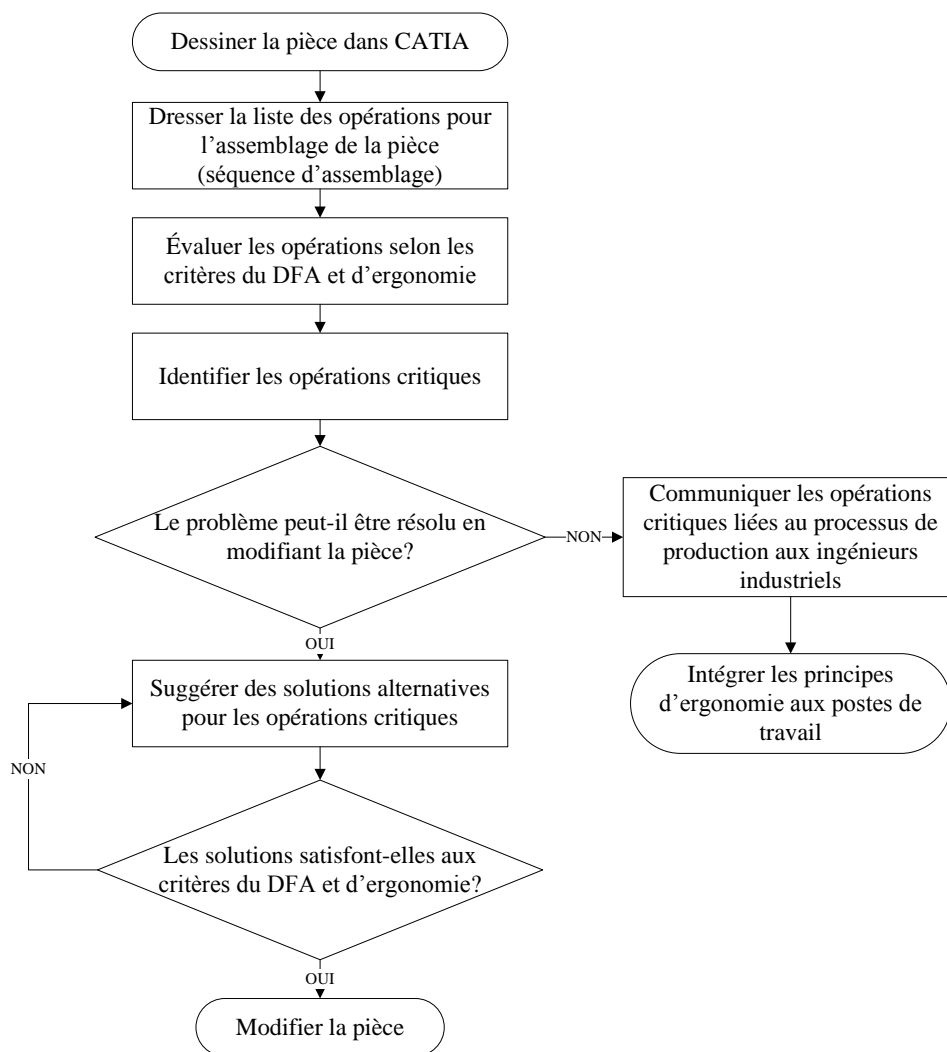 Dessiner la pièce dans CATIA
Dresser la liste des opérations pour
l’assemblage de la pièce
(séquence d’assemblage)
Évaluer les opérations selon les
critères du DFA et d’ergonomie
Identifier les opérations critiques
Le problème peut-il être résolu en
modifiant la pièce?
NON
Communiquer les opérations
critiques liées au processus de
production aux ingénieurs
industriels
Intégrer les principes
d’ergonomie aux postes de
travail
OUI
Suggérer des solutions alternatives
pour les opérations critiques
NON
Les solutions satisfont-elles aux
critères du DFA et d’ergonomie?
OUI
Modifier la pièce